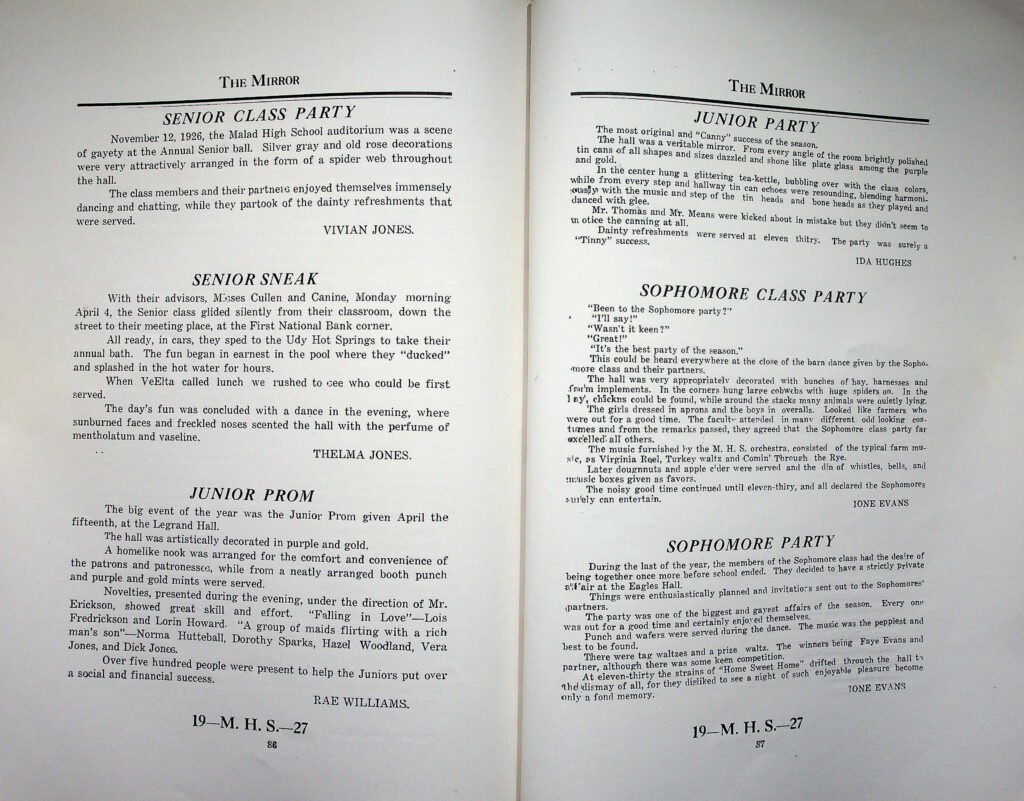 THE MIRROR
SENIOR CLASS PARTY
November 12, 1926, the Malad High School auditorium was a scene
of gayety at the Annual Senior ball. Silver gray and old rose decorations
were very attractively arranged in the form of a spider web throughout
the hall.
The class members and their partners enjoyed themselves immensely
dancing and chatting, while they partook of the dainty refreshments that
were served.
VIVIAN JONES.
SENIOR SNEAK
With their advisors, Moses Cullen and Canine, Monday morning
April 4, the Senior class glided silently from their classroom, down the
street to their meeting place, at the First National Bank corner.
All ready, in cars, they sped to the Udy Hot Springs to take their
annual bath. The fun began in earnest in the pool where they "ducked"
and splashed in the hot water for hours.
When VeElta called lunch we rushed to see who could be first
served.
The day's fun was concluded with a dance in the evening, where
sunburned faces and freckled noses scented the hall with the perfume of
mentholatum and vaseline.
THELMA JONES.
JUNIOR PROM
The big event of the year was the Junior Prom given April the
fifteenth, at the Legrand Hall.
The hall was artistically decorated in purple and gold.
A homelike nook was arranged for the comfort and convenience of
the patrons and patronesses, while from a neatly arranged booth punch
and purple and gold mints were served.
Novelties, presented during the evening, under the direction of Mr.
Erickson, showed great skill and effort. "Falling in Love"—Lois
Fredrickson and Lorin Howard. "A group of maids flirting with a rich
man's son"—Norma Hutteball, Dorothy Sparks, Hazel Woodland, Vera
Jones, and Dick Jones.
Over five hundred people were present to help the Juniors put over
a social and financial success.
RAE WILLIAMS.
19—M. H. S.—27
86
THE MIRROR
JUNIOR PARTY
The most original and "Canny" success of the season.
The hall was a veritable mirror. From every angle of the room brightly polished
tin cans of all shapes and sizes dazzled and shone like plate glass among the purple
and gold.
In the center hung a glittering tea-kettle, bubbling over with the class colors,
while from every step and hallway tin can echoes were resounding, blending harmoni-
ously with the music and step of the tin heads and bone heads as they played and
danced with glee.
Mr. Thomas and Mr. Means were kicked about in mistake but they didn't seem to
notice the canning at all.
Dainty refreshments were served at eleven thitry. The party was surely a
"Tinny" success.
IDA HUGHES
SOPHOMORE CLASS PARTY
"Been to the Sophomore party?"
"I'll say!"
"Wasn't it keen?"
"Great!"
"It's the best party of the season."
This could be heard everywhere at the close of the barn dance given by the Sopho-
more class and their partners.
The hall was very appropriately decorated with bunches of hay, harnesses and
farm implements. In the corners hung large cobwebs with huge spiders on. In the
hay, chickns could be found, while around the stacks many animals were quietly lying.
The girls dressed in aprons and the boys in overalls. Looked like farmers who
were out for a good time. The faculty attended in many different odd looking cos-
tumes and from the remarks passed, they agreed that the Sophomore class party far
excelled all others.
The music furnished by the M. H. S. orchestra, consisted of the typical farm mu-
sic, as Virginia Reel, Turkey waltz and Comin' Through the Rye.
Later dougnnuts and apple cider were served and the din of whistles, bells, and
music boxes given as favors.
The noisy good time continued until eleven-thiry, and all declared the Sophomores
surely can entertain.
IONE EVANS
SOPHOMORE PARTY
During the last of the year, the members of the Sophomore class had the desire of
being together once more before school ended. They decided to have a strictly private
affair at the Eagles Hall.
Things were enthusiastically planned and invitations sent out to the Sophomores'
partners.
The party was one of the biggest and gayest affairs of the season. Every one
was out for a good time and certainly enjoyed themselves.
Punch and wafers were served during the dance. The music was the peppiest and
best to be found.
There were tag waltzes and a prize waltz. The winners being Faye Evans and
partner, although there was some keen competition.
At eleven-thirty the strains of "Home Sweet Home" drifted through the hall to
the dismay of all, for they disliked to see a night of such enjoyable pleasure become
only a fond memory.
IONE EVANS
19—M. H. S.—27
87